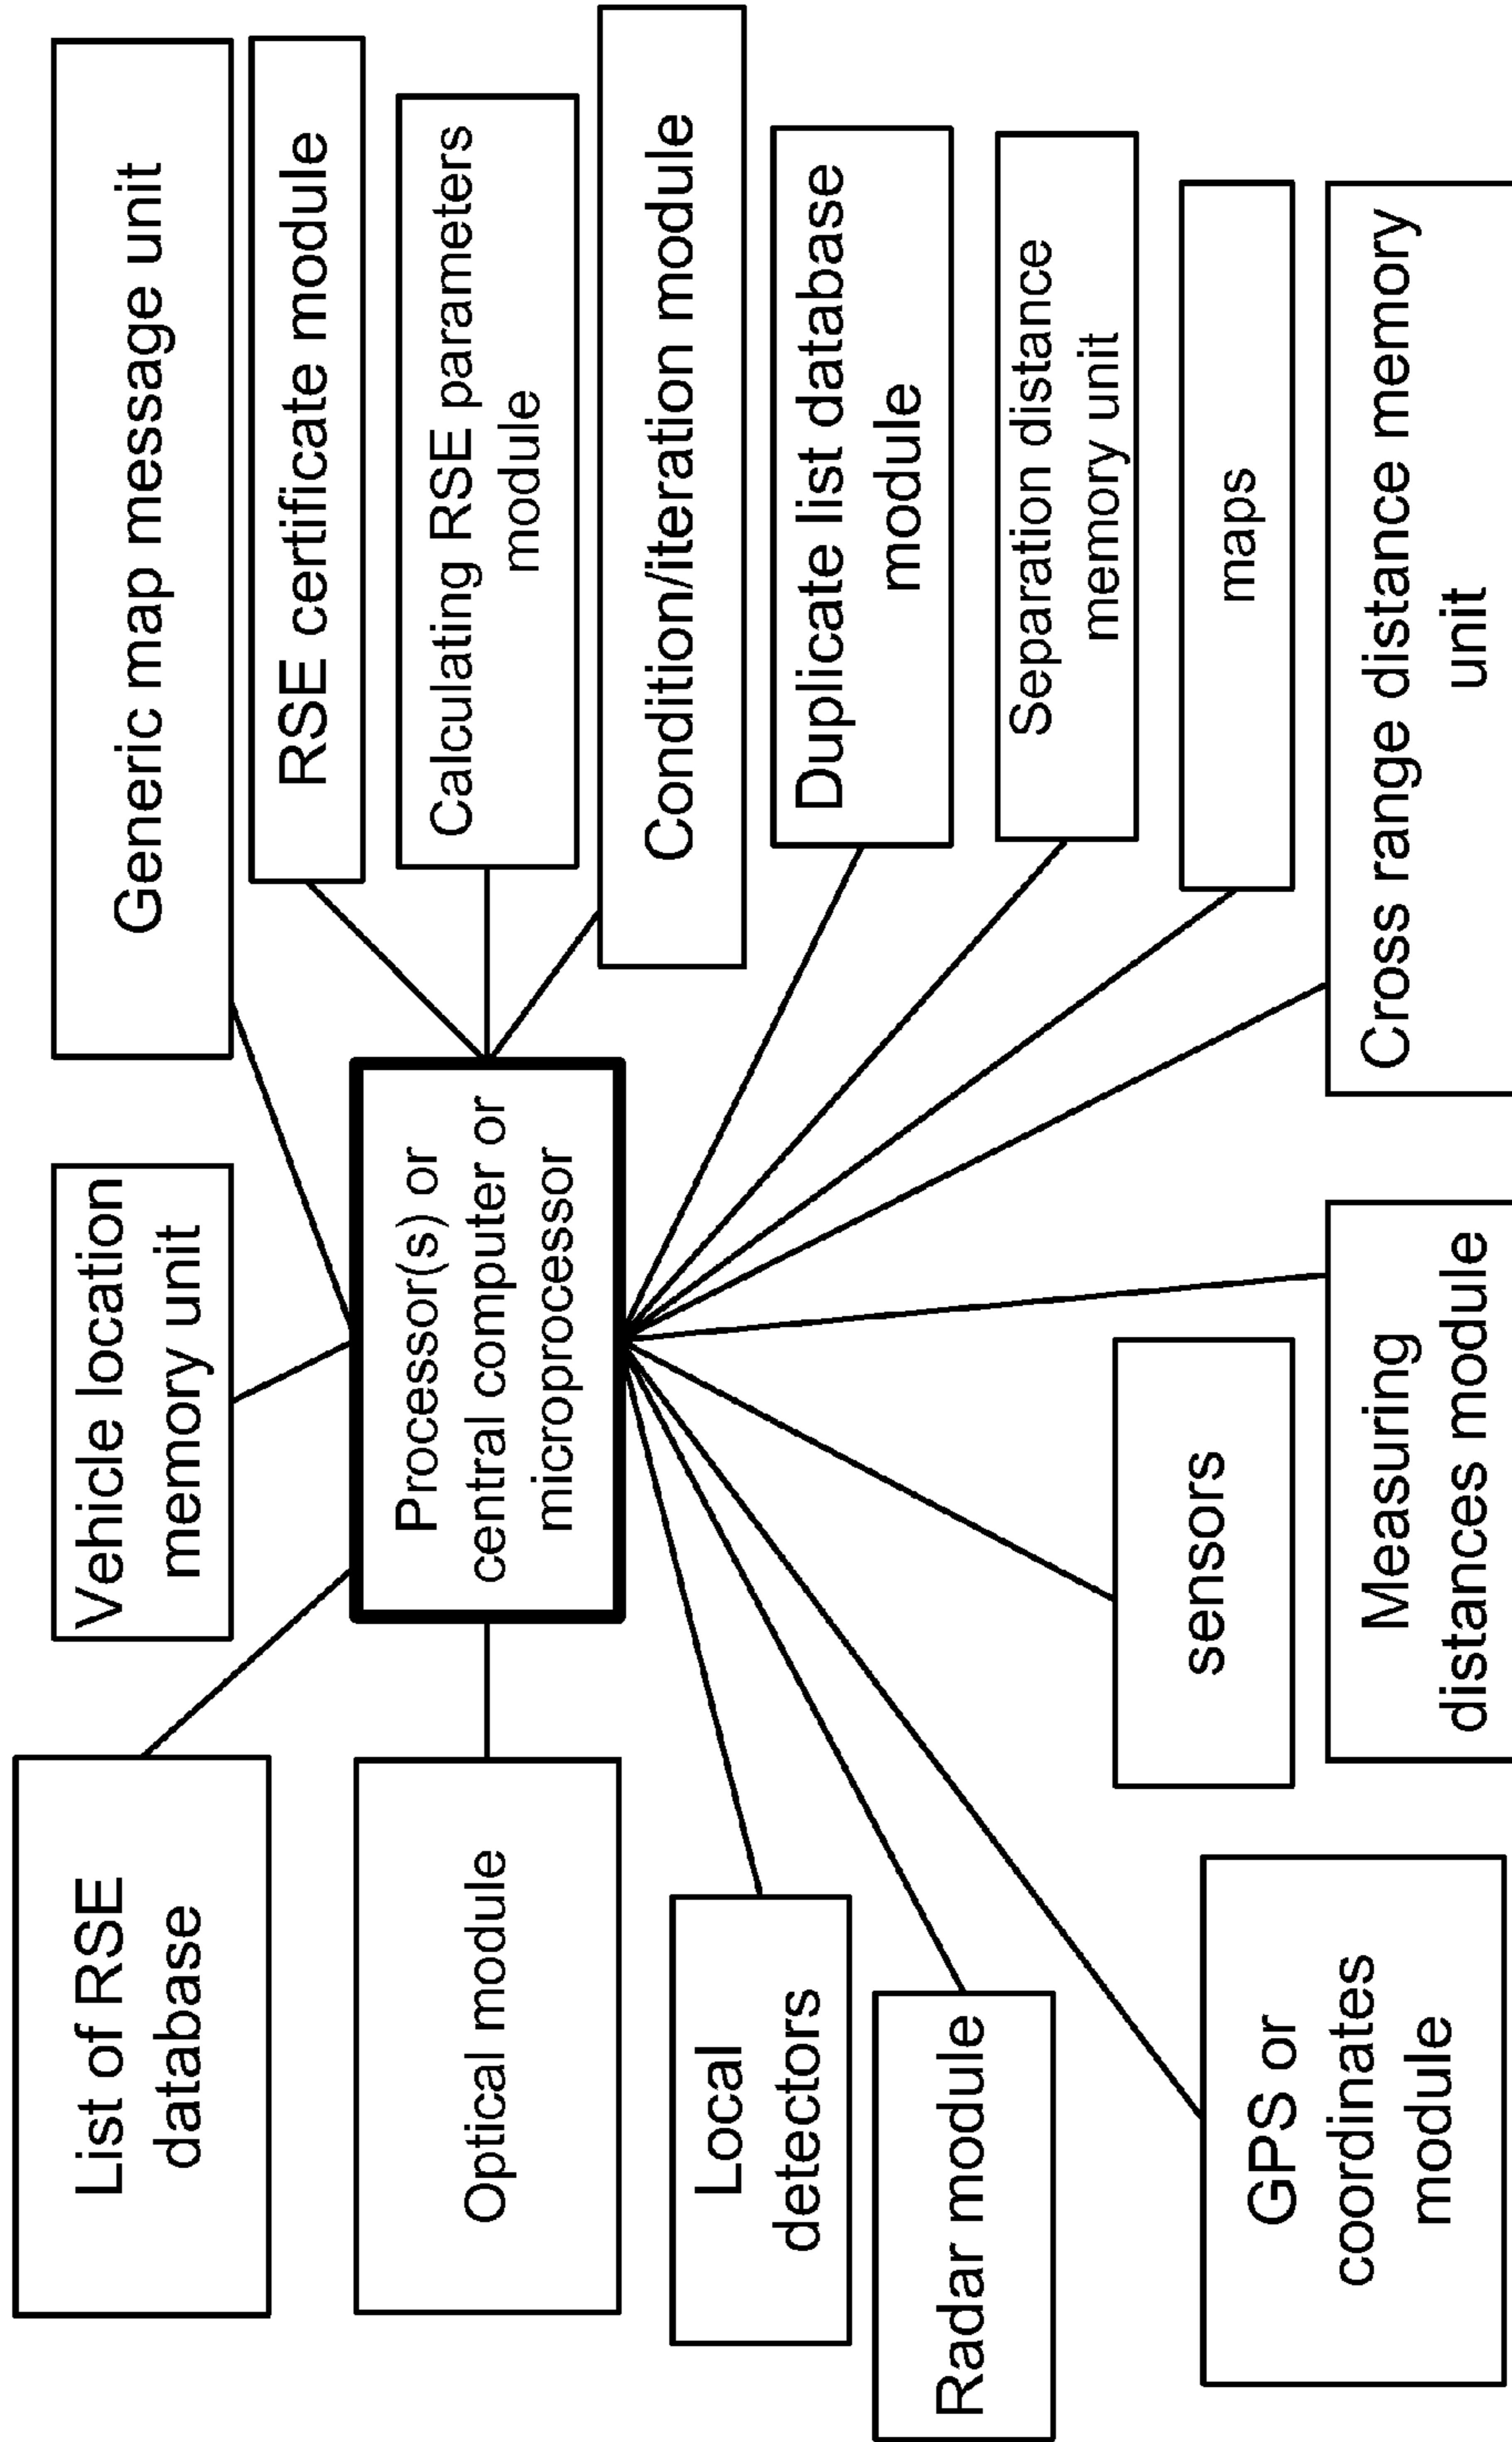 List of RSE
database
Vehicle location
memory unit
Generic map message unit
RSE certificate module
Optical module
Processor(s) or
central computer or
microprocessor
Calculating RSE parameters
module
Condition/iteration module
Local
detectors
Duplicate list database
module
Radar module
Separation distance
memory unit
sensors
maps
GPS or
coordinates
module
Measuring
distances module
Cross range distance memory
unit